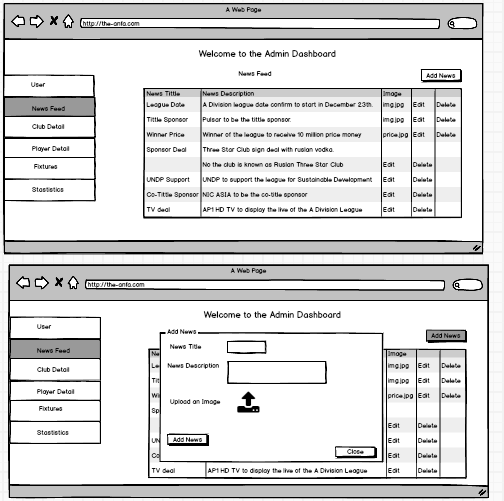 A Web Page
http://the-anfa.com
Welcome to the Admin Dashboard
News Feed
Add News
User
News Feed
Club Detail
Player Detail
Fixtures
Stastistics
News Tittle News Description Image
League Date A Division league date confirm to start in December 23th. img.jpg Edit Delete
Tittle Sponsor Pulsar to be the tittle sponsor. img.jpg Edit Delete
Winner Price Winner of the league to receive 10 million price money price.jpg Edit Delete
Sponsor Deal Three Star Club sign deal with ruslan vodka.
No the club is known as Ruslan Three Star Club Edit Delete
UNDP Support UNDP to support the league for Sustainable Development Edit Delete
Co-Tittle Sponsor NIC ASIA to be the co-title sponsor Edit Delete
TV deal AP1 HD TV to display the live of the A Division League Edit Delete
A Web Page
http://the-anfa.com
Welcome to the Admin Dashboard
Add News
User
News Feed
Club Detail
Player Detail
Fixtures
Stastistics
Add News
News Title
News Description
Upload an Image
Add News
Close
Ne Image
Le img.jpg Edit Delete
Tit img.jpg Edit Delete
Wi price.jpg Edit Delete
Sp
Edit Delete
UN Edit Delete
Co Edit Delete
TV deal AP1 HD TV to display the live of the A Division League Edit Delete